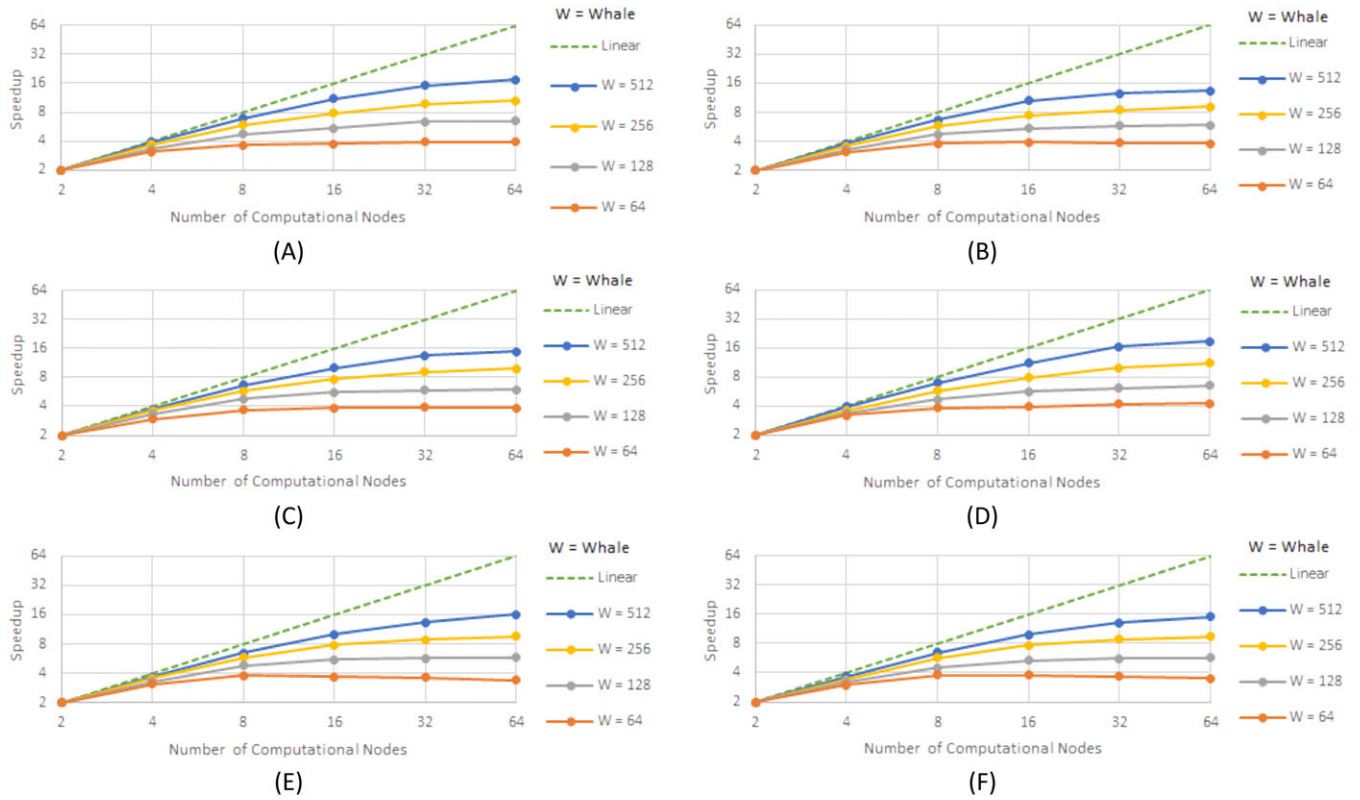 W = Whale
64
32
16
8
4
2
Speedup
2 4 8 16 32 64
Number of Computational Nodes
Linear
W = 512
W = 256
W = 128
W = 64
(A)
W = Whale
64
32
16
8
4
2
Speedup
2 4 8 16 32 64
Number of Computational Nodes
Linear
W = 512
W = 256
W = 128
W = 64
(B)
W = Whale
64
32
16
8
4
2
Speedup
2 4 8 16 32 64
Number of Computational Nodes
Linear
W = 512
W = 256
W = 128
W = 64
(C)
W = Whale
64
32
16
8
4
2
Speedup
2 4 8 16 32 64
Number of Computational Nodes
Linear
W = 512
W = 256
W = 128
W = 64
(D)
W = Whale
64
32
16
8
4
2
Speedup
2 4 8 16 32 64
Number of Computational Nodes
Linear
W = 512
W = 256
W = 128
W = 64
(E)
W = Whale
64
32
16
8
4
2
Speedup
2 4 8 16 32 64
Number of Computational Nodes
Linear
W = 512
W = 256
W = 128
W = 64
(F)